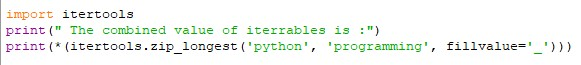 import itertools
print(" The combined value of iterrables is :")
print(*(itertools.zip_longest('python', 'programming', fillvalue='_')))